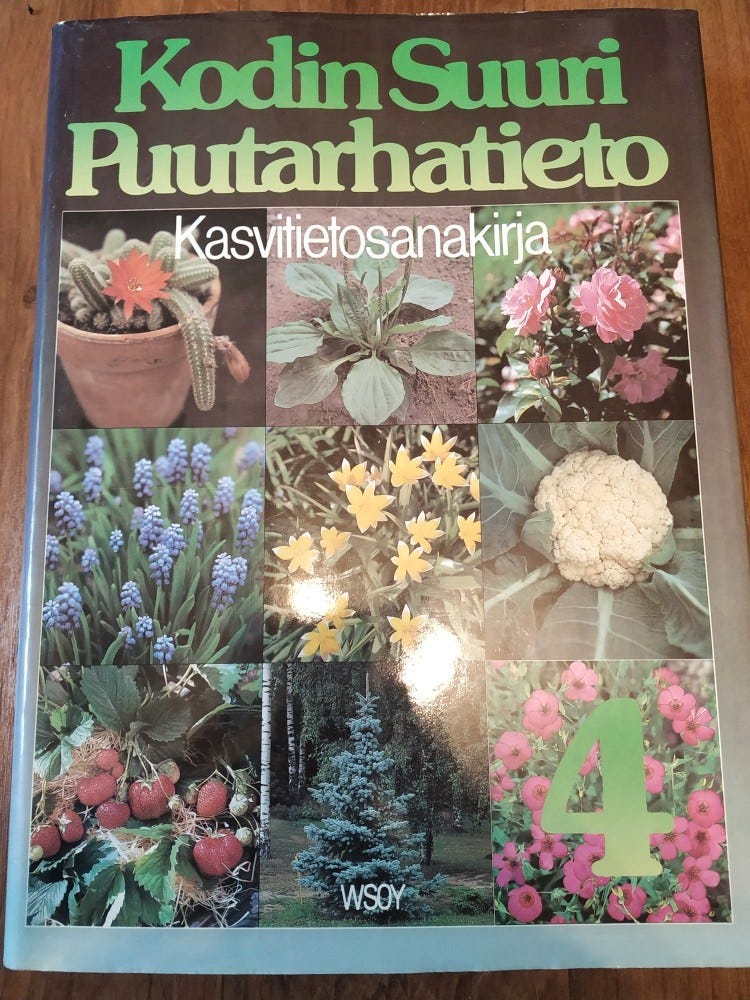 Kodin Suuri
Puutarhatieto
Kasvitietosanakirja
4
WSOY